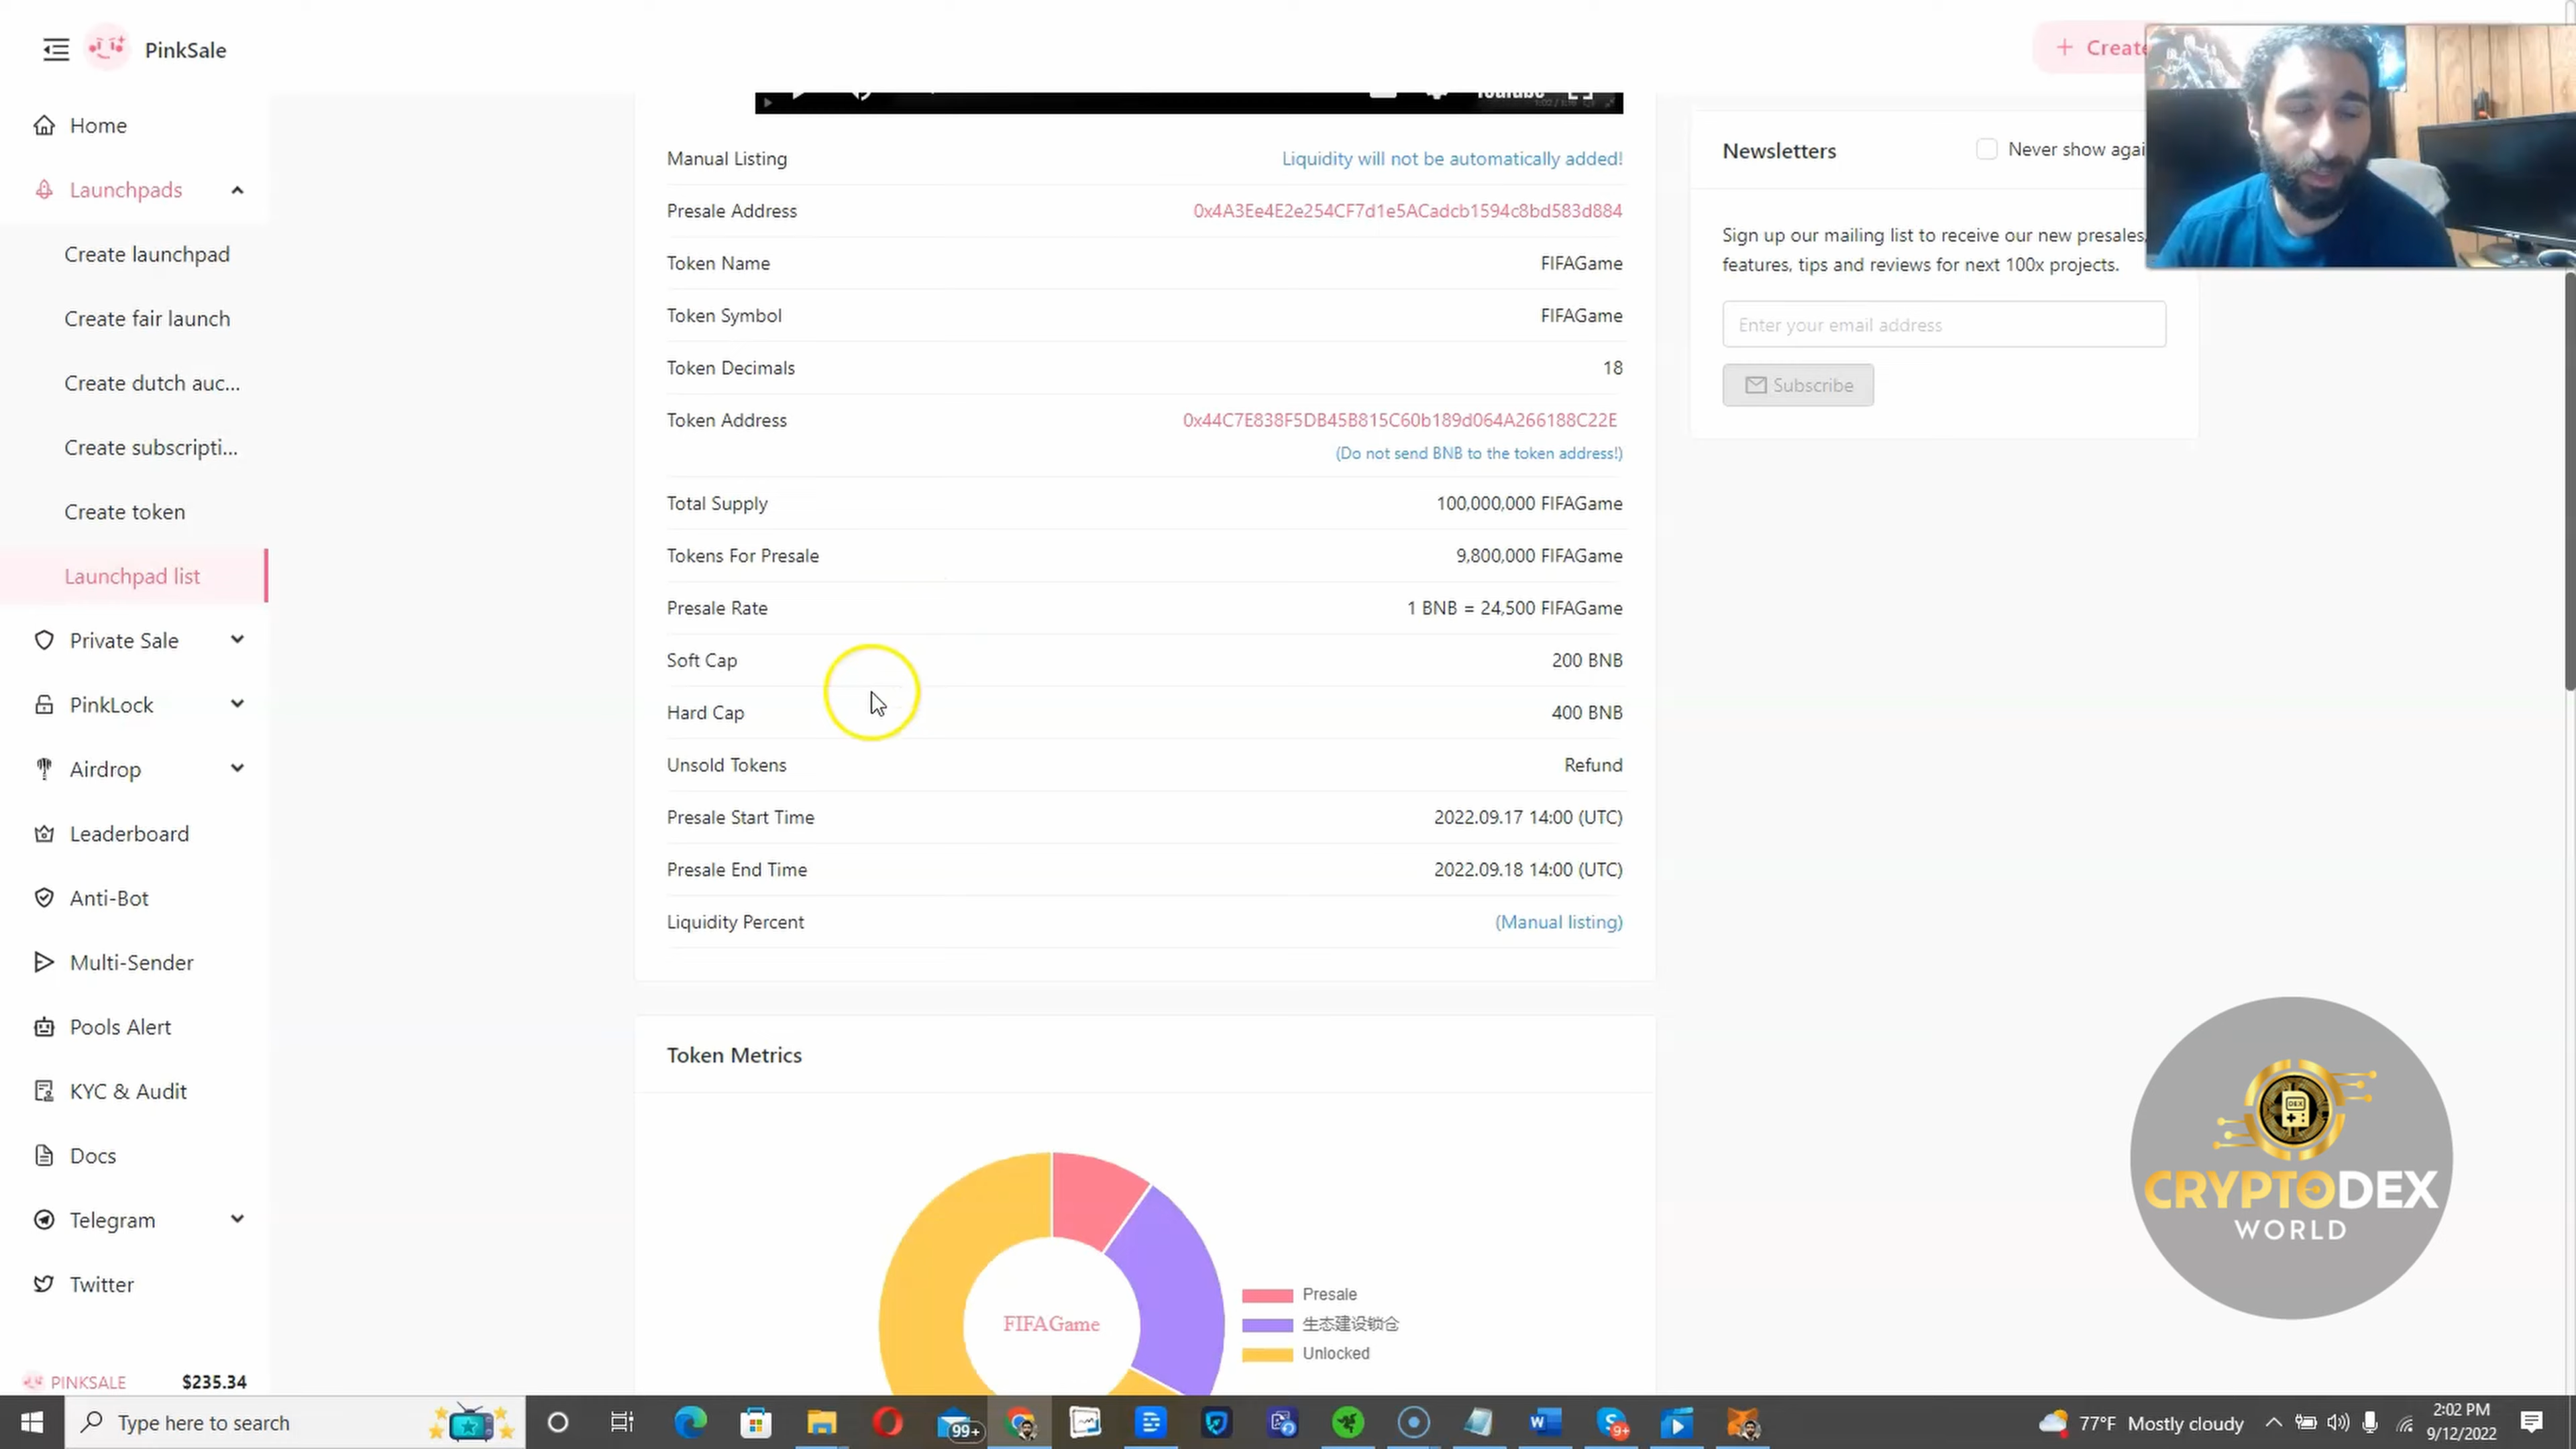 PinkSale
+ Create
Home
Launchpads
Create launchpad
Create fair launch
Create dutch auc...
Create subscripti...
Create token
Launchpad list
Private Sale
PinkLock
Airdrop
Leaderboard
Anti-Bot
Multi-Sender
Pools Alert
KYC & Audit
Docs
Telegram
Twitter
PINKSALE $235.34
Manual Listing Liquidity will not be automatically added!
Presale Address 0x4A3Ee4E2e254CF7d1e5ACadcb1594c8bd583d884
Token Name FIFAGame
Token Symbol FIFAGame
Token Decimals 18
Token Address 0x44C7E838F5DB45B815C60b189d064A266188C22E
(Do not send BNB to the token address!)
Total Supply 100,000,000 FIFAGame
Tokens For Presale 9,800,000 FIFAGame
Presale Rate 1 BNB = 24,500 FIFAGame
Soft Cap 200 BNB
Hard Cap 400 BNB
Unsold Tokens Refund
Presale Start Time 2022.09.17 14:00 (UTC)
Presale End Time 2022.09.18 14:00 (UTC)
Liquidity Percent (Manual listing)
Token Metrics
FIFAGame
Presale
生态建设锁仓
Unlocked
Newsletters Never show agai
Sign up our mailing list to receive our new presales,
features, tips and reviews for next 100x projects.
Enter your email address
Subscribe
DEX
CRYPTODEX
WORLD
Type here to search
99+
9+
77°F Mostly cloudy
2:02 PM
9/12/2022